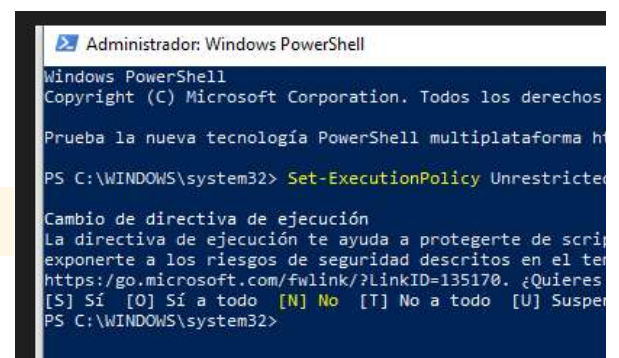 Administrador: Windows PowerShell
Windows PowerShell
Copyright (C) Microsoft Corporation. Todos los derechos
Prueba la nueva tecnología PowerShell multiplataforma
PS C:\WINDOWS\system32> Set-ExecutionPolicy Unrestricted
Cambio de directiva de ejecución
La directiva de ejecución te ayuda a protegerte de
exponerte a los riesgos de seguridad descritos en el
https:/go.microsoft.com/fwlink/?LinkID=135170. ¿Quieres
[S] Sí [O] Sí a todo [N] No [T] No a todo [U]
PS C:\WINDOWS\system32>